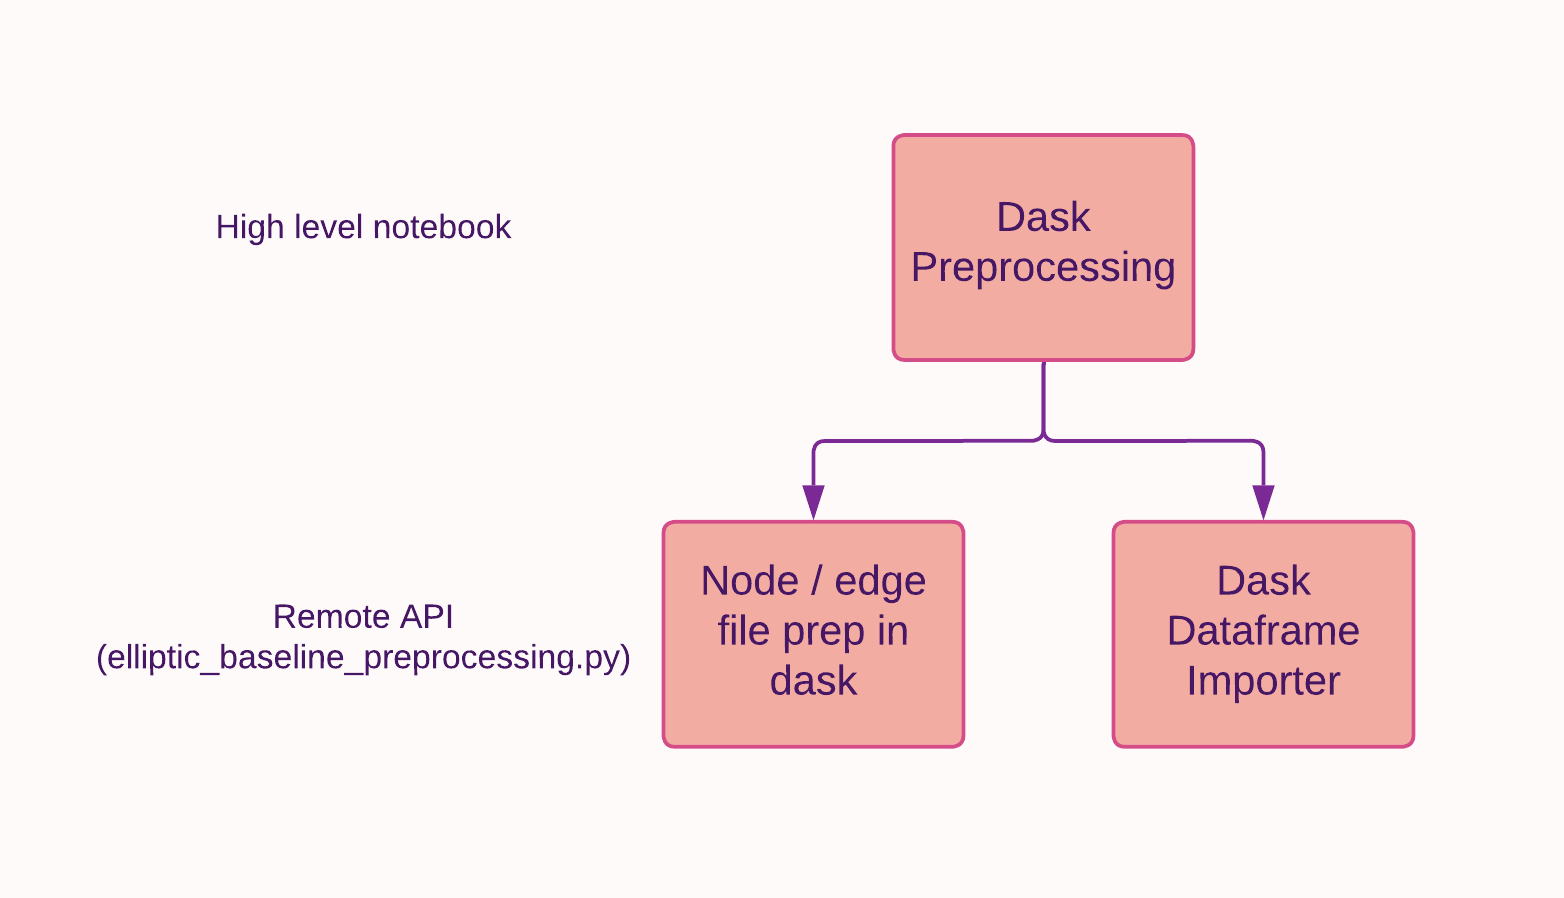 High level notebook
Dask
Preprocessing
Remote API
(elliptic_baseline_preprocessing.py)
Node / edge
file prep in
dask
Dask
Dataframe
Importer